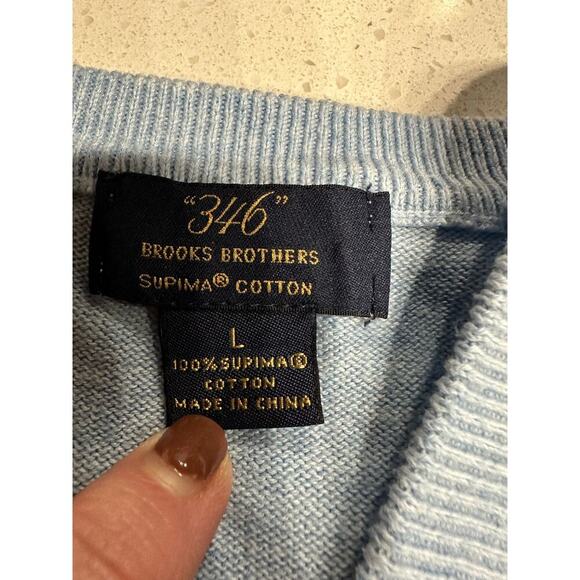 "346"
BROOKS BROTHERS
SUPIMA® COTTON
L
100% SUPIMA®
COTTON
MADE IN CHINA